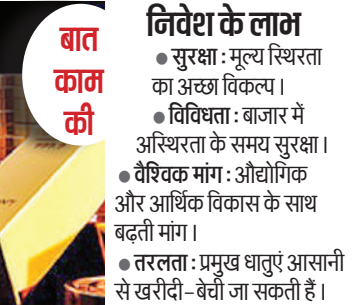 बात
काम
की
निवेश के लाभ
● सुरक्षा : मूल्य स्थिरता
का अच्छा विकल्प।
● विविधता : बाजार में
अस्थिरता के समय सुरक्षा।
● वैश्विक मांग : औद्योगिक
और आर्थिक विकास के साथ
बढ़ती मांग।
● तरलता : प्रमुख धातुएं आसानी
से खरीदी-बेची जा सकती हैं।